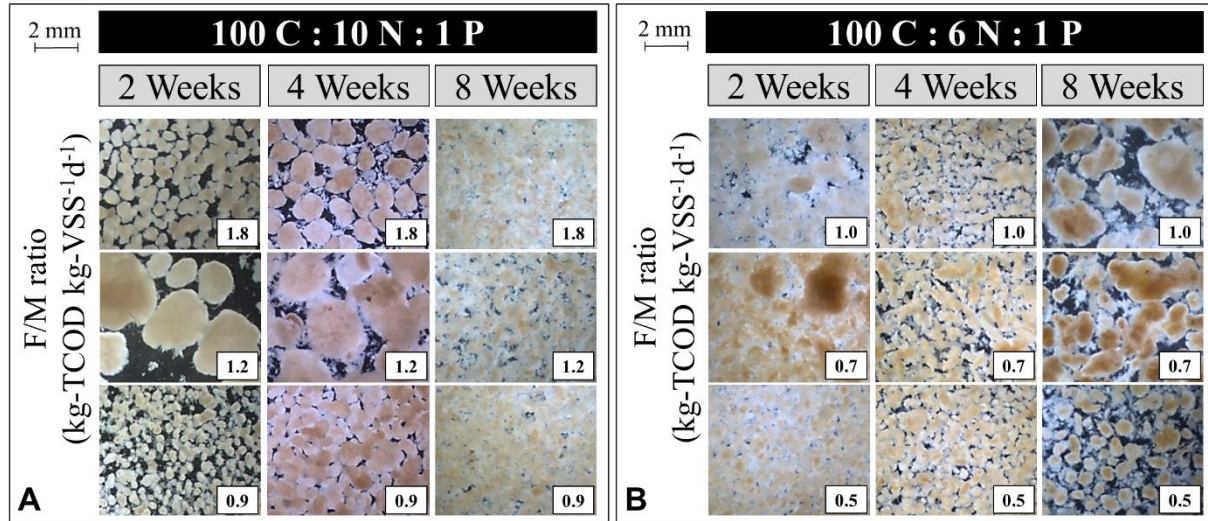 2 mm
100 C : 10 N : 1 P
2 Weeks 4 Weeks 8 Weeks
F/M ratio
(kg-TCOD kg-VSS⁻¹d⁻¹)
1.8 1.8 1.8
1.2 1.2 1.2
0.9 0.9 0.9
A
2 mm
100 C : 6 N : 1 P
2 Weeks 4 Weeks 8 Weeks
F/M ratio
(kg-TCOD kg-VSS⁻¹d⁻¹)
1.0 1.0 1.0
0.7 0.7 0.7
0.5 0.5 0.5
B